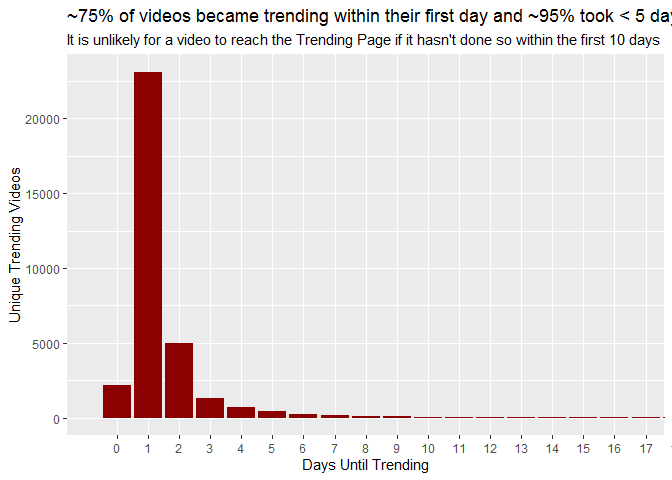 ~75% of videos became trending within their first day and ~95% took < 5 day
It is unlikely for a video to reach the Trending Page if it hasn't done so within the first 10 days
Unique Trending Videos
20000
15000
10000
5000
0
0 1 2 3 4 5 6 7 8 9 10 11 12 13 14 15 16 17
Days Until Trending